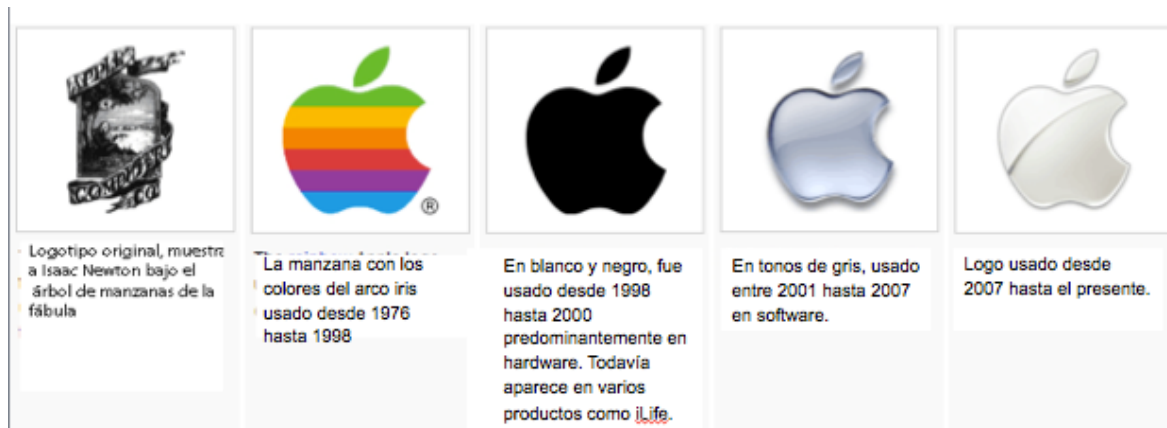 APPLE
COMPUTER
CO.
®
Logotipo original, muestra
a Isaac Newton bajo el
árbol de manzanas de la
fábula
La manzana con los
colores del arco iris
usado desde 1976
hasta 1998
En blanco y negro, fue
usado desde 1998
hasta 2000
predominantemente en
hardware. Todavía
aparece en varios
productos como iLife.
En tonos de gris, usado
entre 2001 hasta 2007
en software.
Logo usado desde
2007 hasta el presente.